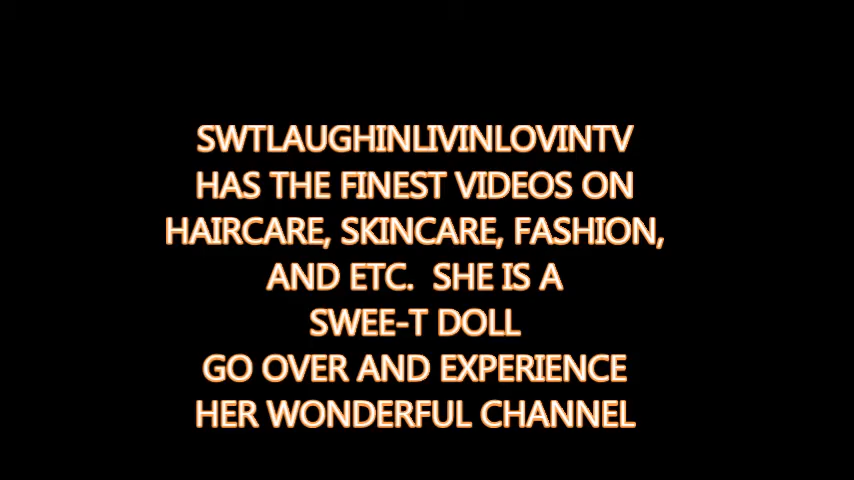 SWTLAUGHINLIVINLOVINTV
HAS THE FINEST VIDEOS ON
HAIRCARE, SKINCARE, FASHION,
AND ETC.  SHE IS A
SWEE-T DOLL
GO OVER AND EXPERIENCE
HER WONDERFUL CHANNEL